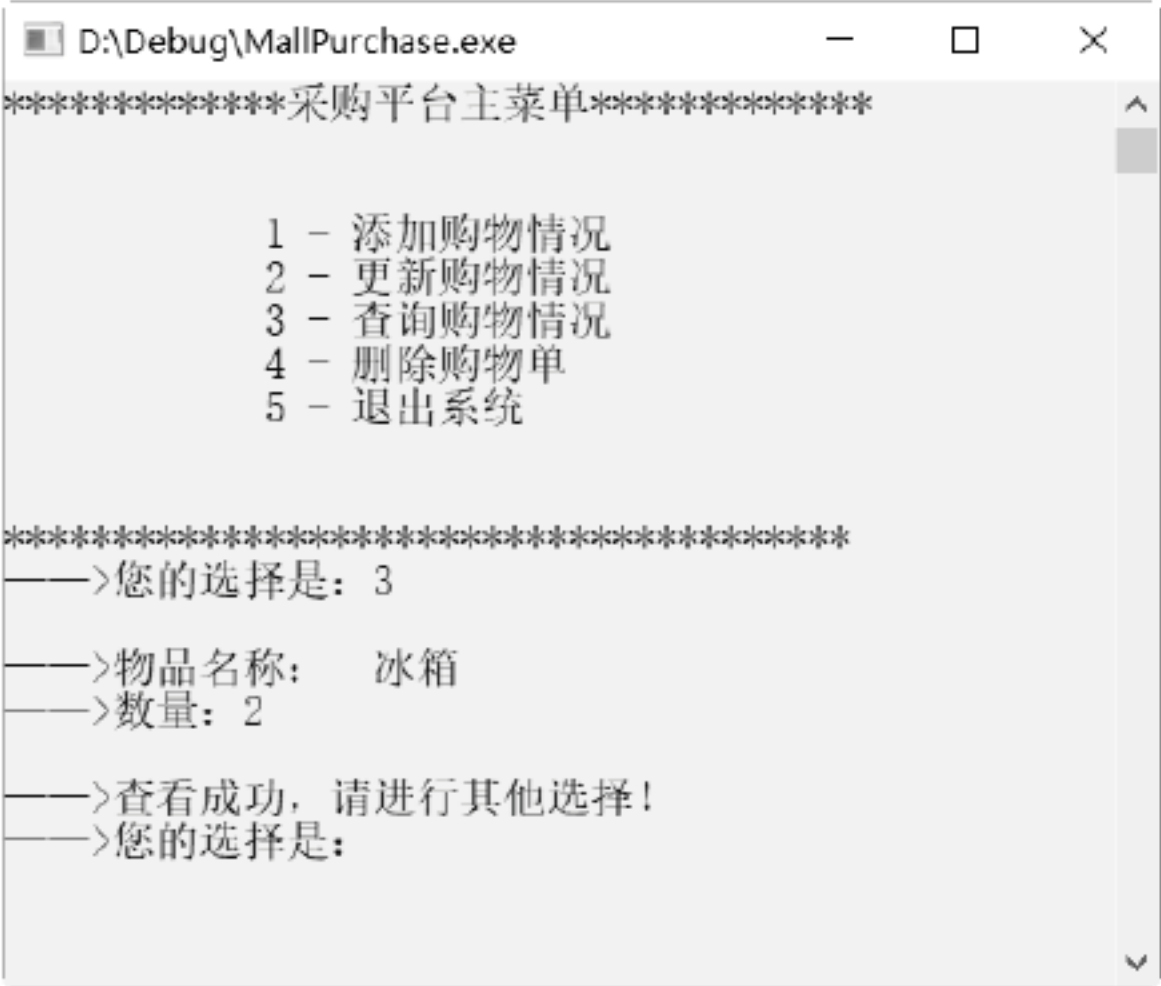 D:\Debug\MallPurchase.exe
*************采购平台主菜单*************
1 - 添加购物情况
2 - 更新购物情况
3 - 查询购物情况
4 - 删除购物单
5 - 退出系统
***************************************
——>您的选择是：3
——>物品名称：  冰箱
——>数量：2
——>查看成功，请进行其他选择！
——>您的选择是：